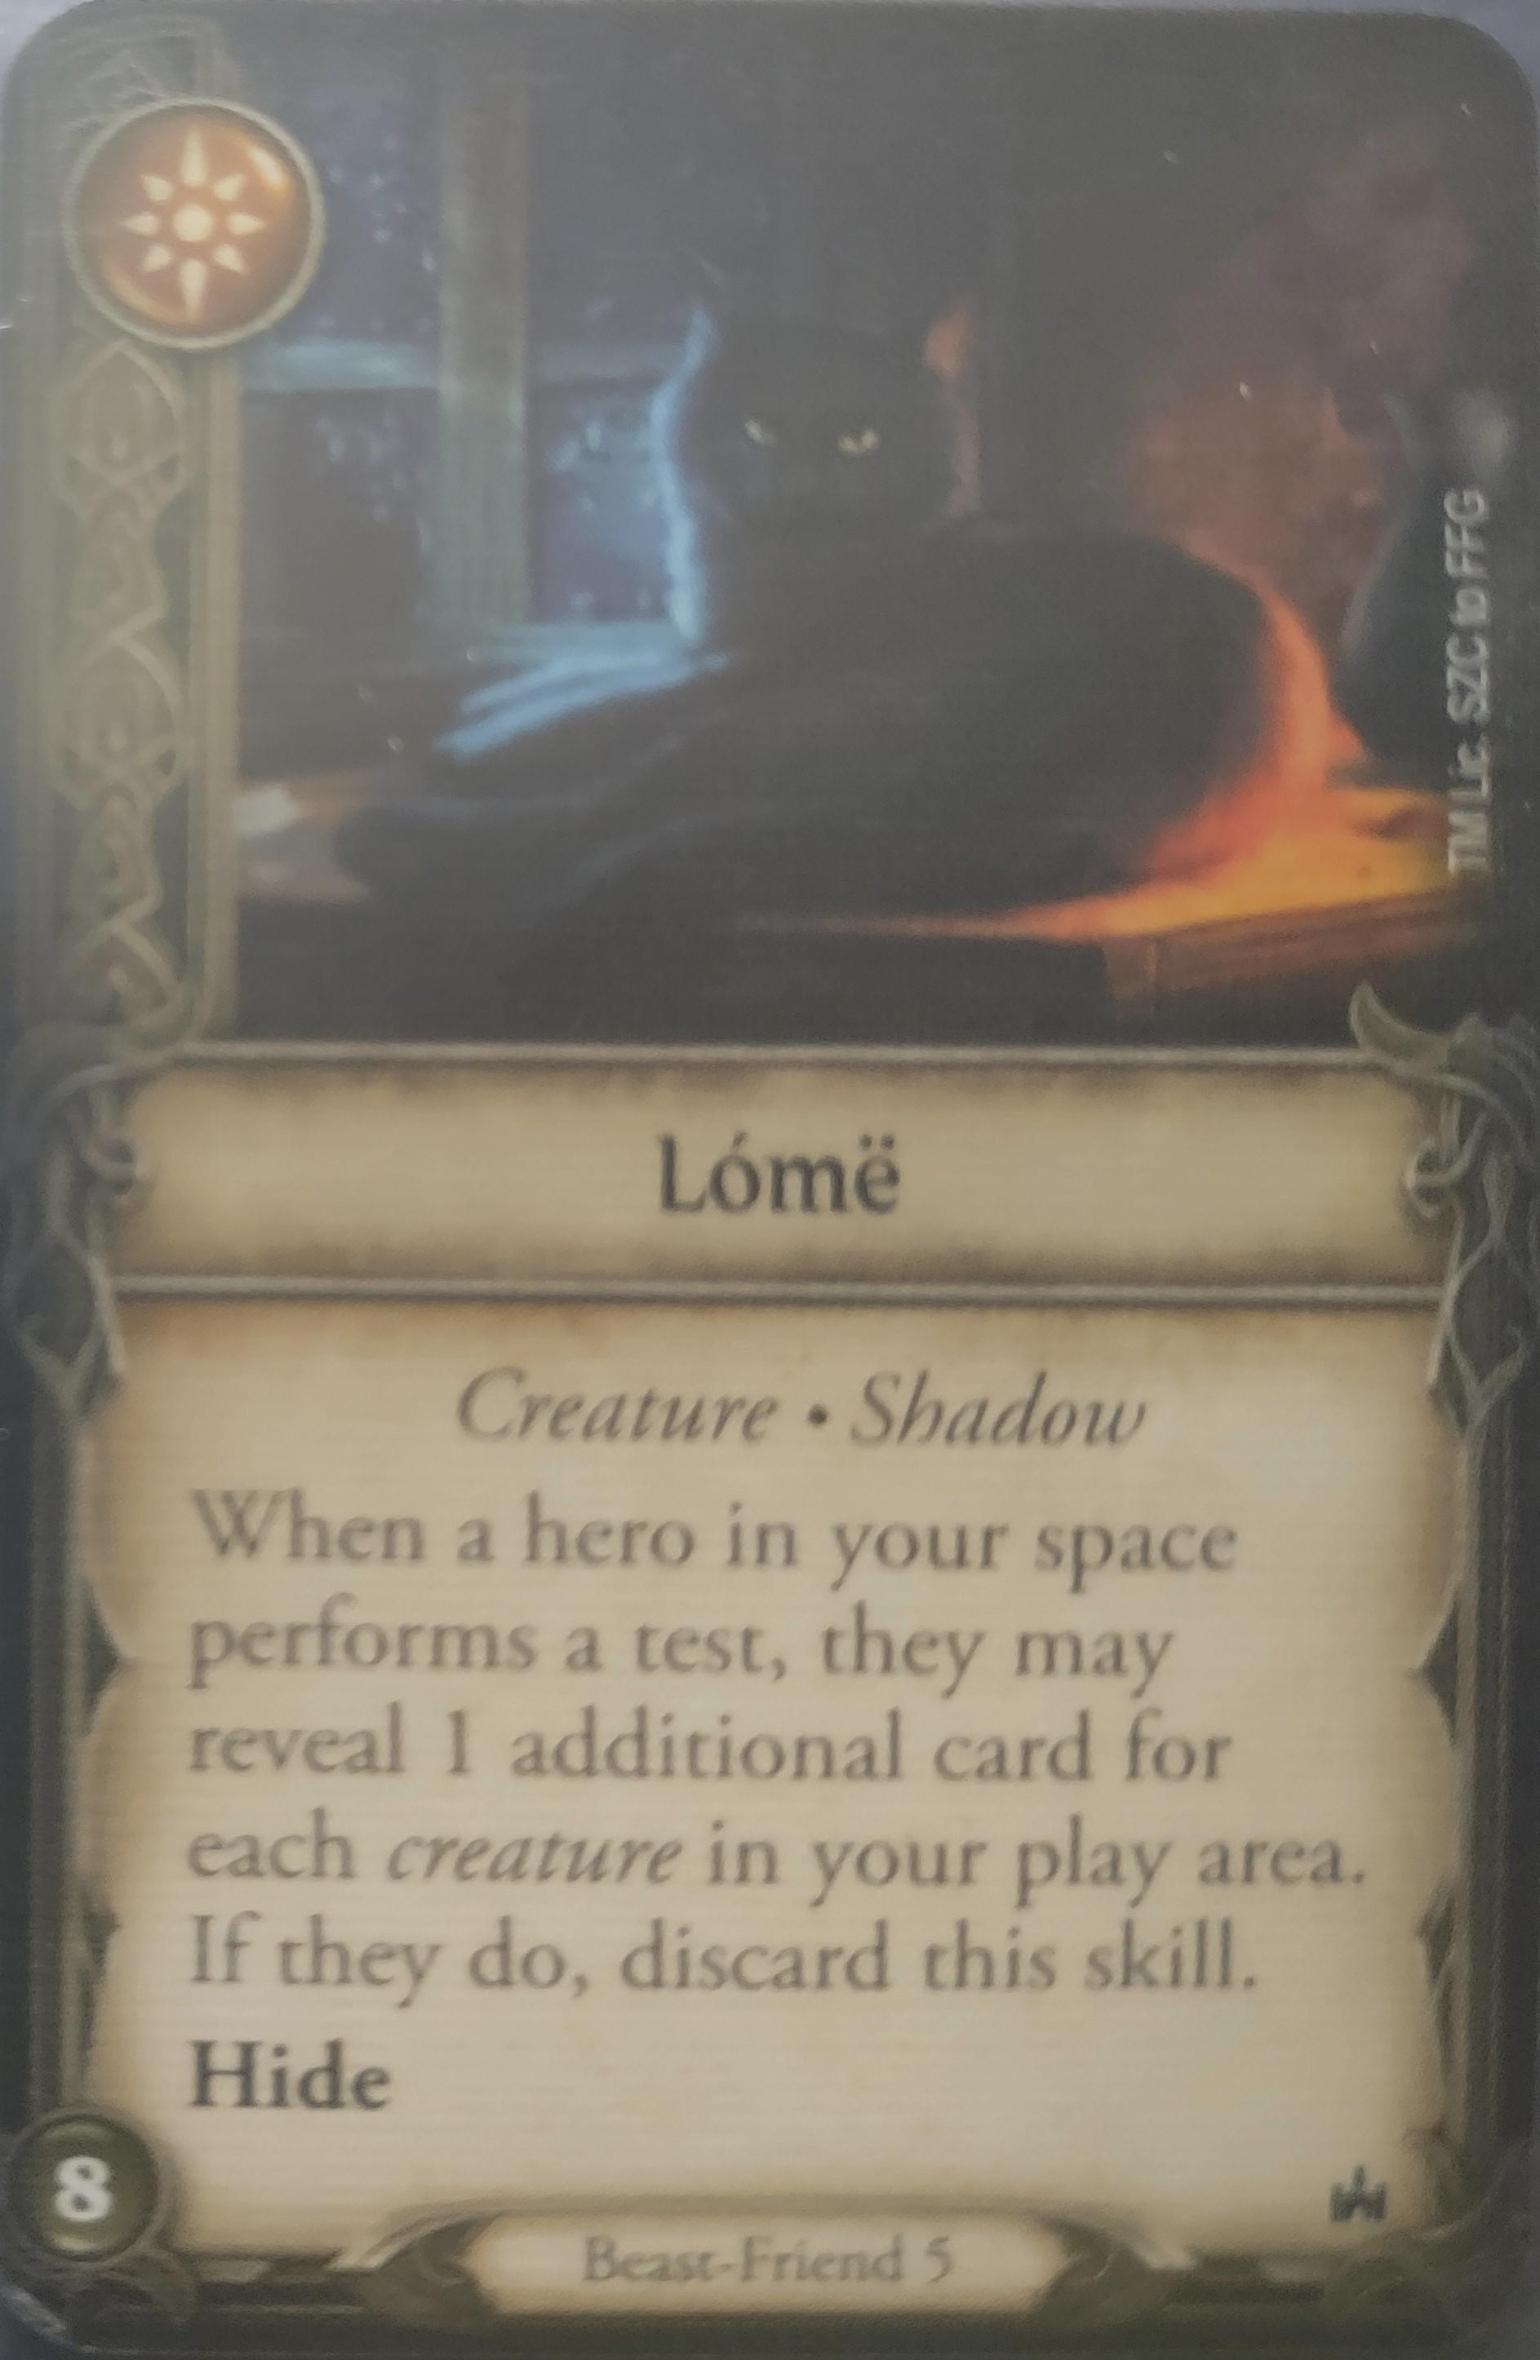 TM Lic. SZC to FFG
Lómë
Creature • Shadow
When a hero in your space
performs a test, they may
reveal 1 additional card for
each creature in your play area.
If they do, discard this skill.
Hide
8
Beast-Friend 5